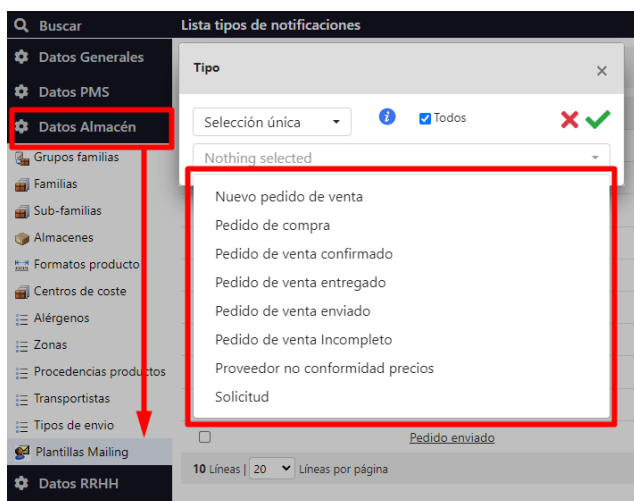 Buscar
Lista tipos de notificaciones
Datos Generales
Datos PMS
Datos Almacén
Grupos familias
Familias
Sub-familias
Almacenes
Formatos producto
Centros de coste
Alérgenos
Zonas
Procedencias productos
Transportistas
Tipos de envio
Plantillas Mailing
Datos RRHH
Tipo
×
Selección única
Todos
Nothing selected
Nuevo pedido de venta
Pedido de compra
Pedido de venta confirmado
Pedido de venta entregado
Pedido de venta enviado
Pedido de venta Incompleto
Proveedor no conformidad precios
Solicitud
Pedido enviado
10 Líneas | 20 Líneas por página